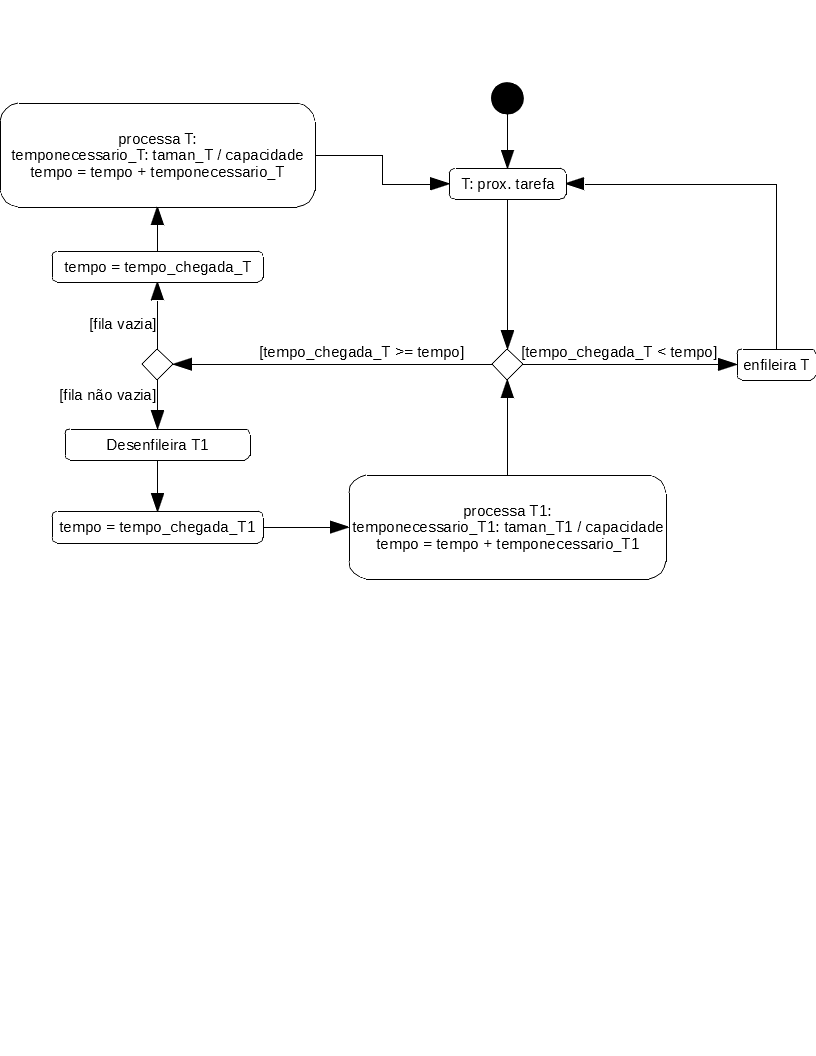 processa T:
temponecessario_T: taman_T / capacidade
tempo = tempo + temponecessario_T
T: prox. tarefa
tempo = tempo_chegada_T
[fila vazia]
[tempo_chegada_T >= tempo]
[tempo_chegada_T < tempo]
enfileira T
[fila não vazia]
Desenfileira T1
tempo = tempo_chegada_T1
processa T1:
temponecessario_T1: taman_T1 / capacidade
tempo = tempo + temponecessario_T1